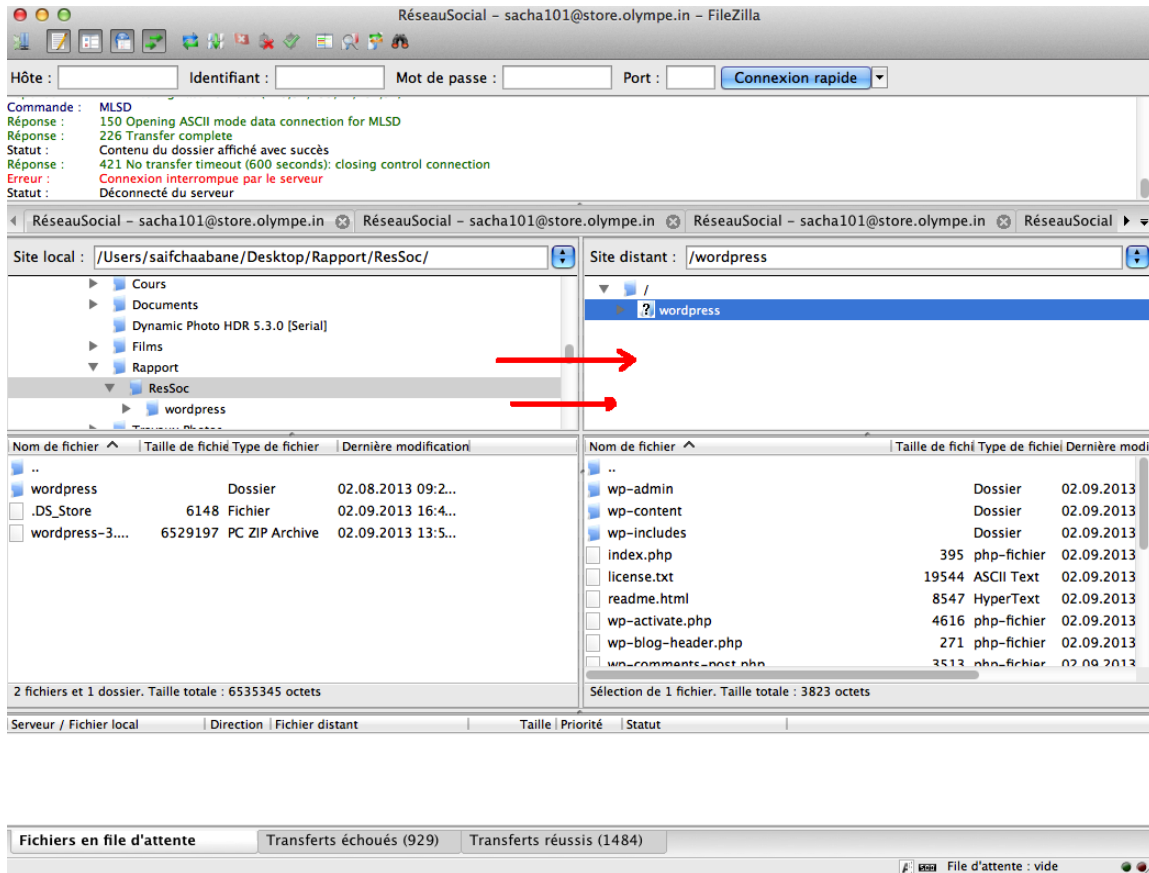 RéseauSocial – sacha101@store.olympe.in – FileZilla
Hôte : Identifiant : Mot de passe : Port : Connexion rapide
Commande : MLSD
Réponse : 150 Opening ASCII mode data connection for MLSD
Réponse : 226 Transfer complete
Statut : Contenu du dossier affiché avec succès
Réponse : 421 No transfer timeout (600 seconds): closing control connection
Erreur : Connexion interrompue par le serveur
Statut : Déconnecté du serveur
RéseauSocial – sacha101@store.olympe.in RéseauSocial – sacha101@store.olympe.in RéseauSocial – sacha101@store.olympe.in RéseauSocial
Site local : /Users/saifchaabane/Desktop/Rapport/ResSoc/
Cours
Documents
Dynamic Photo HDR 5.3.0 [Serial]
Films
Rapport
ResSoc
wordpress
Travaux Photos
Site distant : /wordpress
/
wordpress
Nom de fichier Taille de fichie Type de fichier Dernière modification
..
wordpress Dossier 02.08.2013 09:2...
.DS_Store 6148 Fichier 02.09.2013 16:4...
wordpress-3.... 6529197 PC ZIP Archive 02.09.2013 13:5...
2 fichiers et 1 dossier. Taille totale : 6535345 octets
Nom de fichier Taille de fichi Type de fichie Dernière modi
..
wp-admin Dossier 02.09.2013
wp-content Dossier 02.09.2013
wp-includes Dossier 02.09.2013
index.php 395 php-fichier 02.09.2013
license.txt 19544 ASCII Text 02.09.2013
readme.html 8547 HyperText 02.09.2013
wp-activate.php 4616 php-fichier 02.09.2013
wp-blog-header.php 271 php-fichier 02.09.2013
wp-comments-post.php 3513 php-fichier 02.09.2013
Sélection de 1 fichier. Taille totale : 3823 octets
Serveur / Fichier local Direction Fichier distant Taille Priorité Statut
Fichiers en file d'attente Transferts échoués (929) Transferts réussis (1484)
File d'attente : vide